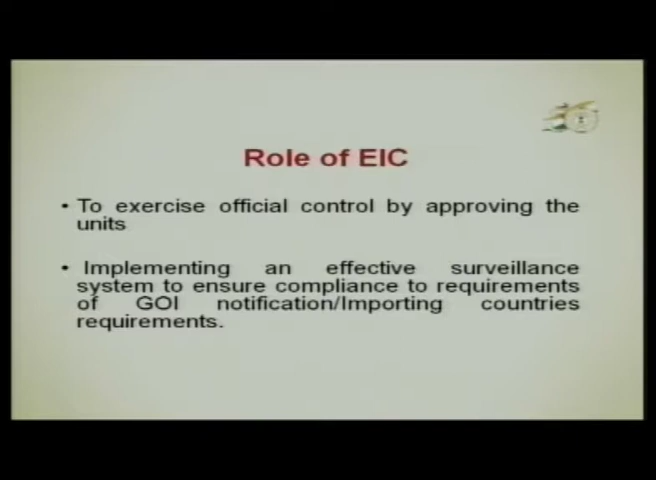 Role of EIC
• To exercise official control by approving the
units
• Implementing an effective surveillance
system to ensure compliance to requirements
of GOI notification/Importing countries
requirements.